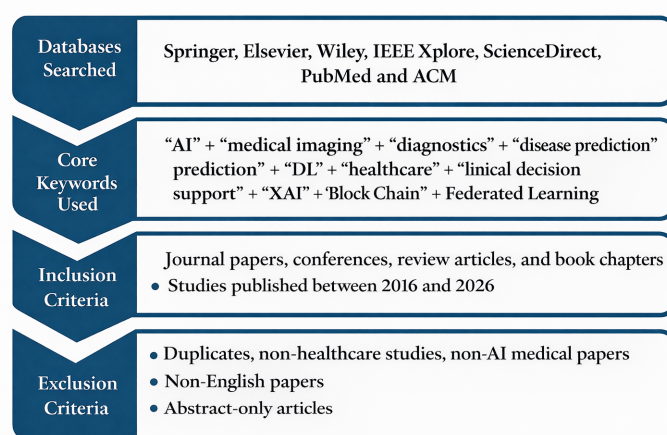 Databases
Searched
Springer, Elsevier, Wiley, IEEE Xplore, ScienceDirect,
PubMed and ACM
Core
Keywords
Used
“AI” + “medical imaging” + “diagnostics” + “disease prediction”
prediction” + “DL” + “healthcare” + “linical decision
support” + “XAI” + ‘Block Chain” + Federated Learning
Inclusion
Criteria
Journal papers, conferences, review articles, and book chapters
• Studies published between 2016 and 2026
Exclusion
Criteria
• Duplicates, non-healthcare studies, non-AI medical papers
• Non-English papers
• Abstract-only articles